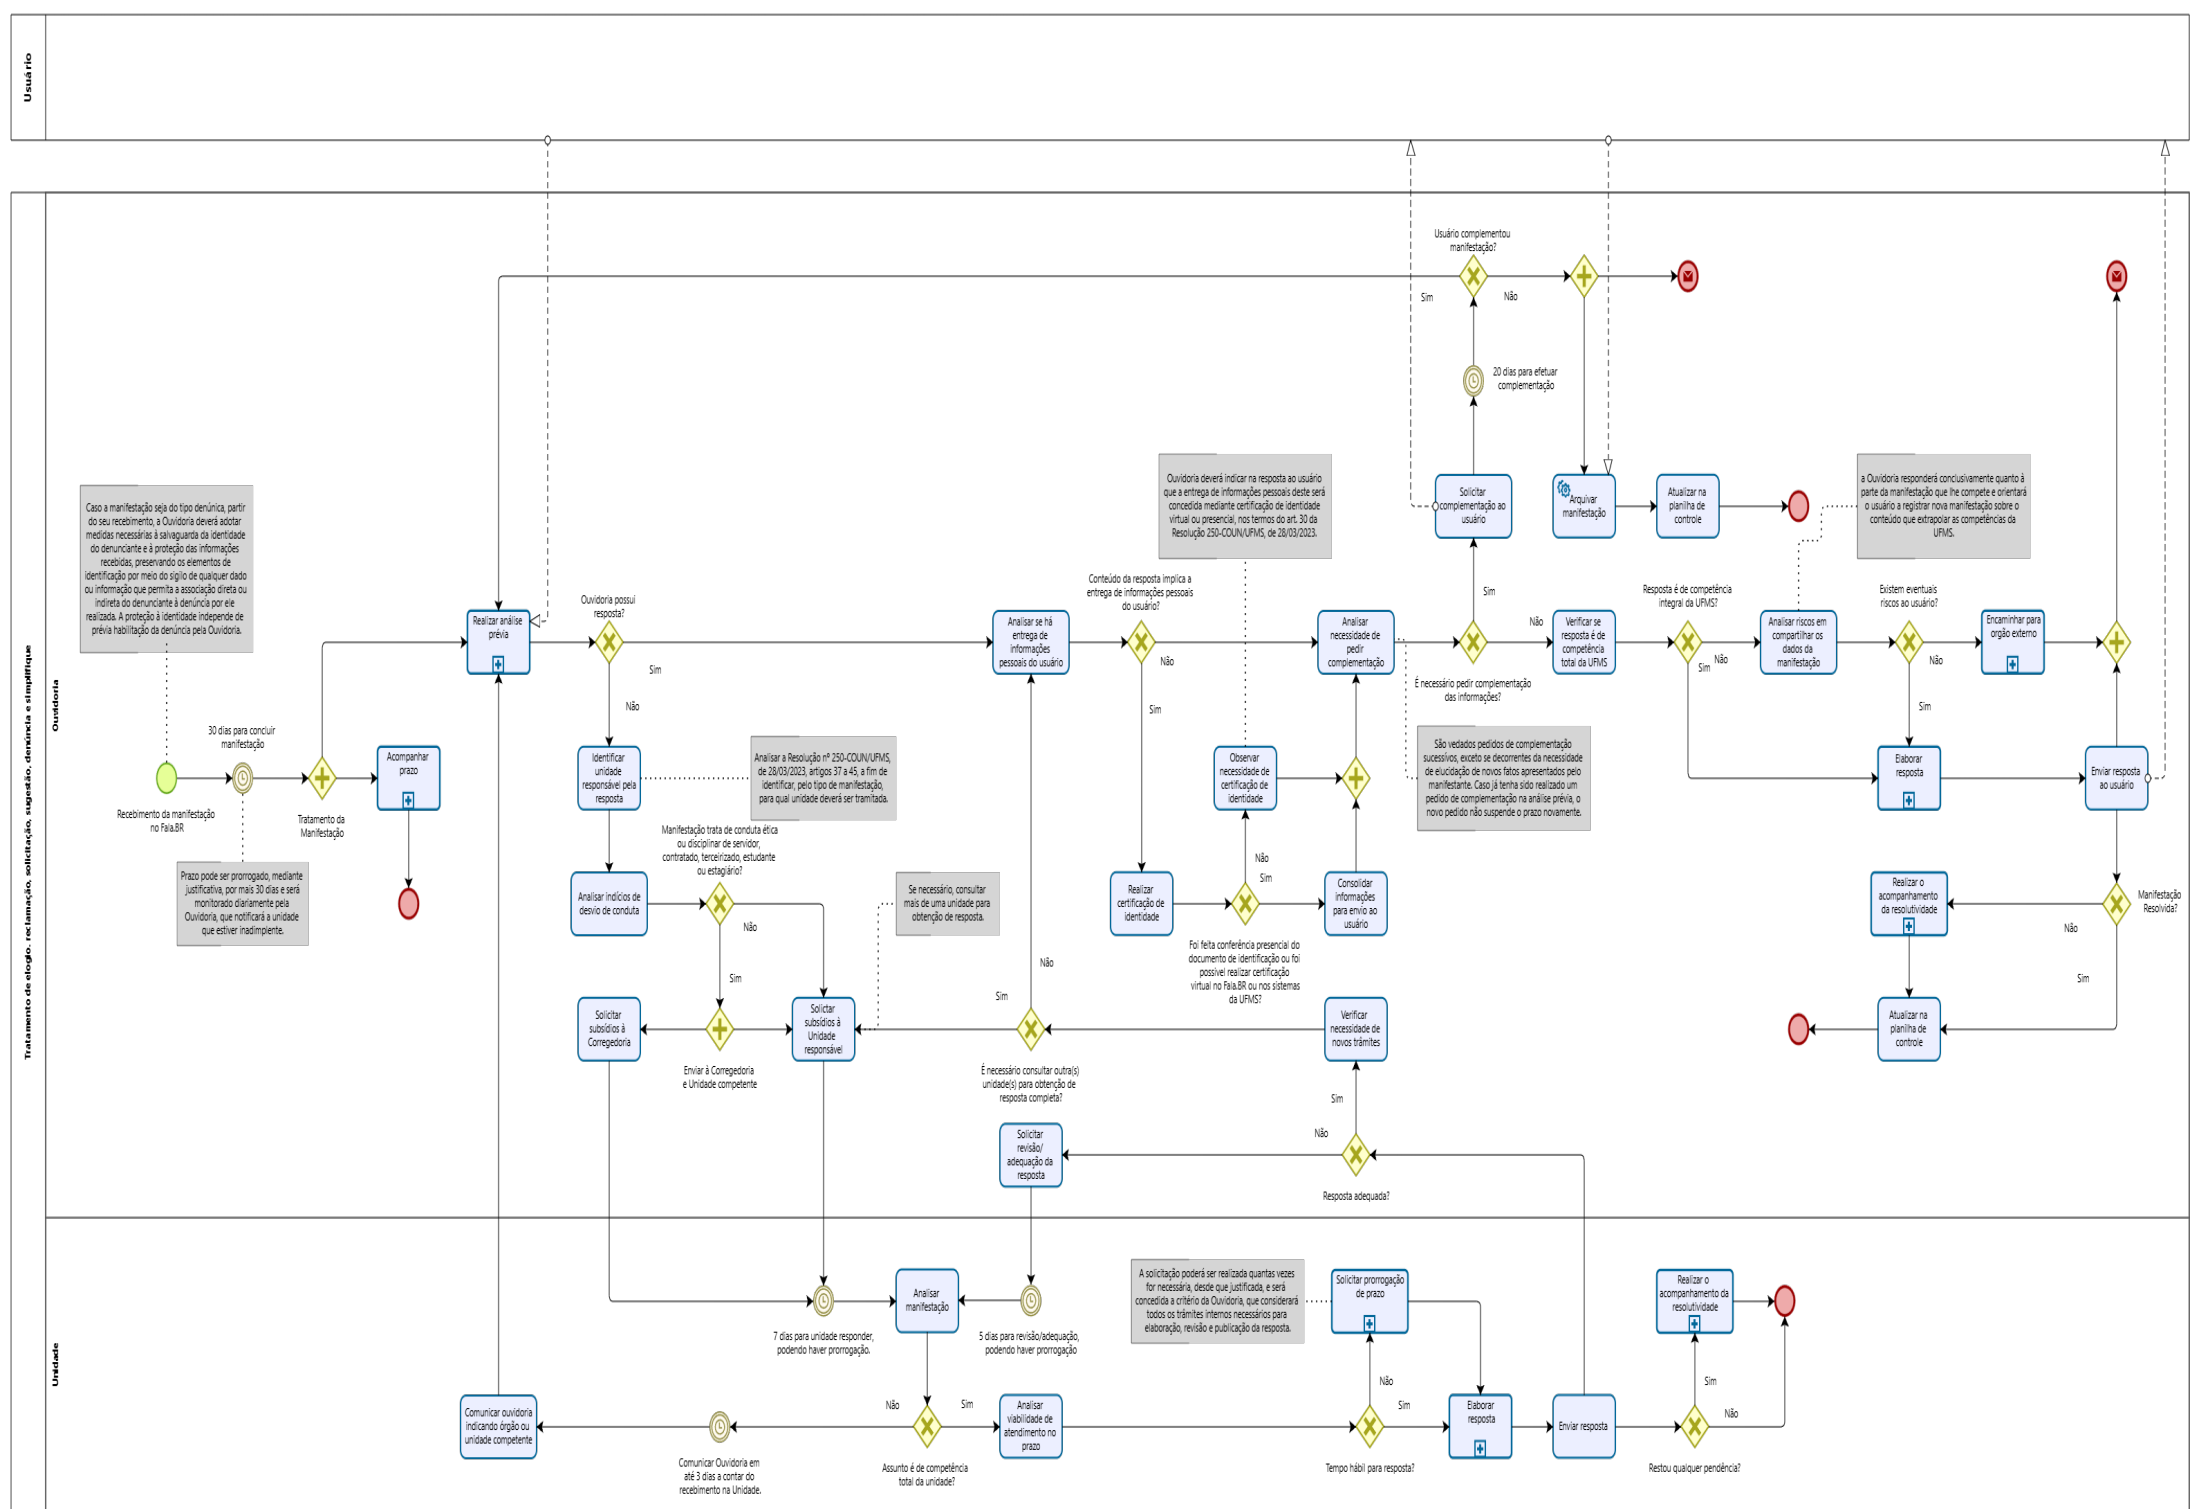 Usuário
Tratamento de elogio, reclamação, solicitação, sugestão, denúncia e simplifique
Ouvidoria
Unidade
Usuário complementou
manifestação?
Sim
Não
20 dias para efetuar
complementação
Caso a manifestação seja do tipo denúnica, partir
do seu recebimento, a Ouvidoria deverá adotar
medidas necessárias à salvaguarda da identidade
do denunciante e à proteção das informações
recebidas, preservando os elementos de
identificação por meio do sigilo de qualquer dado
ou informação que permita a associação direta ou
indireta do denunciante à denúncia por ele
realizada. A proteção à identidade independe de
prévia habilitação da denúncia pela Ouvidoria.
Ouvidoria deverá indicar na resposta ao usuário
que a entrega de informações pessoais deste será
concedida mediante certificação de identidade
virtual ou presencial, nos termos do art. 30 da
Resolução 250-COUN/UFMS, de 28/03/2023.
Solicitar
complementação ao
usuário
Arquivar
manifestação
Atualizar na
planilha de
controle
a Ouvidoria responderá conclusivamente quanto à
parte da manifestação que lhe compete e orientará
o usuário a registrar nova manifestação sobre o
conteúdo que extrapolar as competências da
UFMS.
Realizar análise
prévia
Ouvidoria possui
resposta?
Sim
Não
Analisar se há
entrega de
informações
pessoais do usuário
Conteúdo da resposta implica a
entrega de informações pessoais
do usuário?
Não
Sim
Analisar
necessidade de
pedir
complementação
Sim
Não
É necessário pedir complementação
das informações?
Verificar se
resposta é de
competência
total da UFMS
Resposta é de competência
integral da UFMS?
Não
Sim
Analisar riscos em
compartilhar os
dados da
manifestação
Existem eventuais
riscos ao usuário?
Não
Sim
Encaminhar para
orgão externo
30 dias para concluir
manifestação
Recebimento da manifestação
no Fala.BR
Tratamento da
Manifestação
Acompanhar
prazo
Prazo pode ser prorrogado, mediante
justificativa, por mais 30 dias e será
monitorado diariamente pela
Ouvidoria, que notificará a unidade
que estiver inadimplente.
Identificar
unidade
responsável pela
resposta
Analisar a Resolução nº 250-COUN/UFMS,
de 28/03/2023, artigos 37 a 45, a fim de
identificar, pelo tipo de manifestação,
para qual unidade deverá ser tramitada.
Observar
necessidade de
certificação de
identidade
São vedados pedidos de complementação
sucessivos, exceto se decorrentes da necessidade
de elucidação de novos fatos apresentados pelo
manifestante. Caso já tenha sido realizado um
pedido de complementação na análise prévia, o
novo pedido não suspende o prazo novamente.
Elaborar
resposta
Enviar resposta
ao usuário
Manifestação trata de conduta ética
ou disciplinar de servidor,
contratado, terceirizado, estudante
ou estagiário?
Analisar indícios de
desvio de conduta
Não
Sim
Se necessário, consultar
mais de uma unidade para
obtenção de resposta.
Realizar
certificação de
identidade
Não
Sim
Foi feita conferência presencial do
documento de identificação ou foi
possível realizar certificação
virtual no Fala.BR ou nos sistemas
da UFMS?
Consolidar
informações
para envio ao
usuário
Realizar o
acompanhamento
da resolutividade
Manifestação
Resolvida?
Não
Sim
Solicitar
subsídios à
Corregedoria
Enviar à Corregedoria
e Unidade competente
Solictar
subsídios à
Unidade
responsável
Não
Sim
É necessário consultar outra(s)
unidade(s) para obtenção de
resposta completa?
Verificar
necessidade de
novos trâmites
Atualizar na
planilha de
controle
Sim
Não
Resposta adequada?
Solicitar
revisão/
adequação da
resposta
7 dias para unidade responder,
podendo haver prorrogação.
Analisar
manifestação
5 dias para revisão/adequação,
podendo haver prorrogação
A solicitação poderá ser realizada quantas vezes
for necessária, desde que justificada, e será
concedida a critério da Ouvidoria, que considerará
todos os trâmites internos necessários para
elaboração, revisão e publicação da resposta.
Solicitar prorrogação
de prazo
Realizar o
acompanhamento da
resolutividade
Comunicar ouvidoria
indicando órgão ou
unidade competente
Comunicar Ouvidoria em
até 3 dias a contar do
recebimento na Unidade.
Não
Sim
Assunto é de competência
total da unidade?
Analisar
viabilidade de
atendimento no
prazo
Não
Sim
Tempo hábil para resposta?
Elaborar
resposta
Enviar resposta
Sim
Não
Restou qualquer pendência?